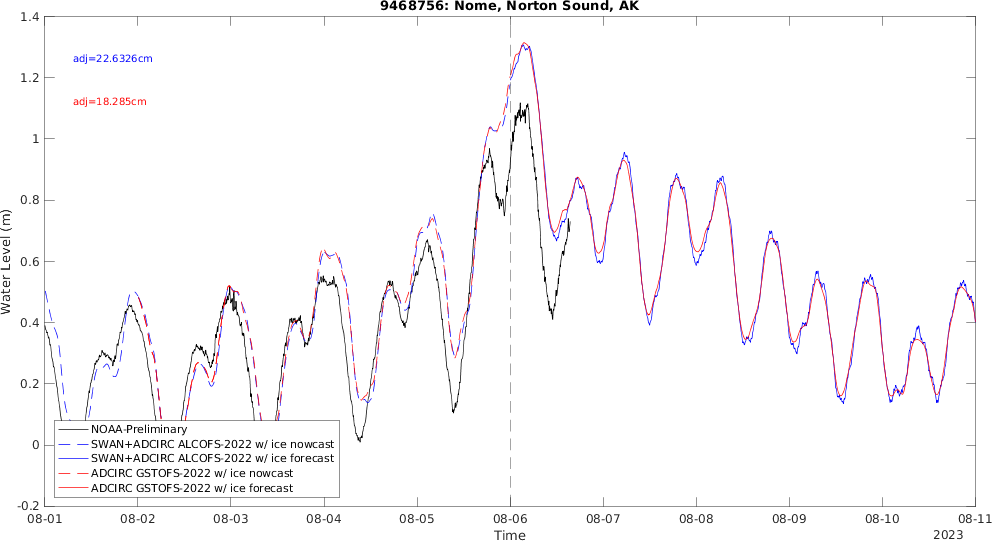 9468756: Nome, Norton Sound, AK
1.4
1.2
1
0.8
0.6
0.4
0.2
0
-0.2
Water Level (m)
adj=22.6326cm
adj=18.285cm
NOAA-Preliminary
SWAN+ADCIRC ALCOFS-2022 w/ ice nowcast
SWAN+ADCIRC ALCOFS-2022 w/ ice forecast
ADCIRC GSTOFS-2022 w/ ice nowcast
ADCIRC GSTOFS-2022 w/ ice forecast
08-01 08-02 08-03 08-04 08-05 08-06 08-07 08-08 08-09 08-10 08-11
Time
2023